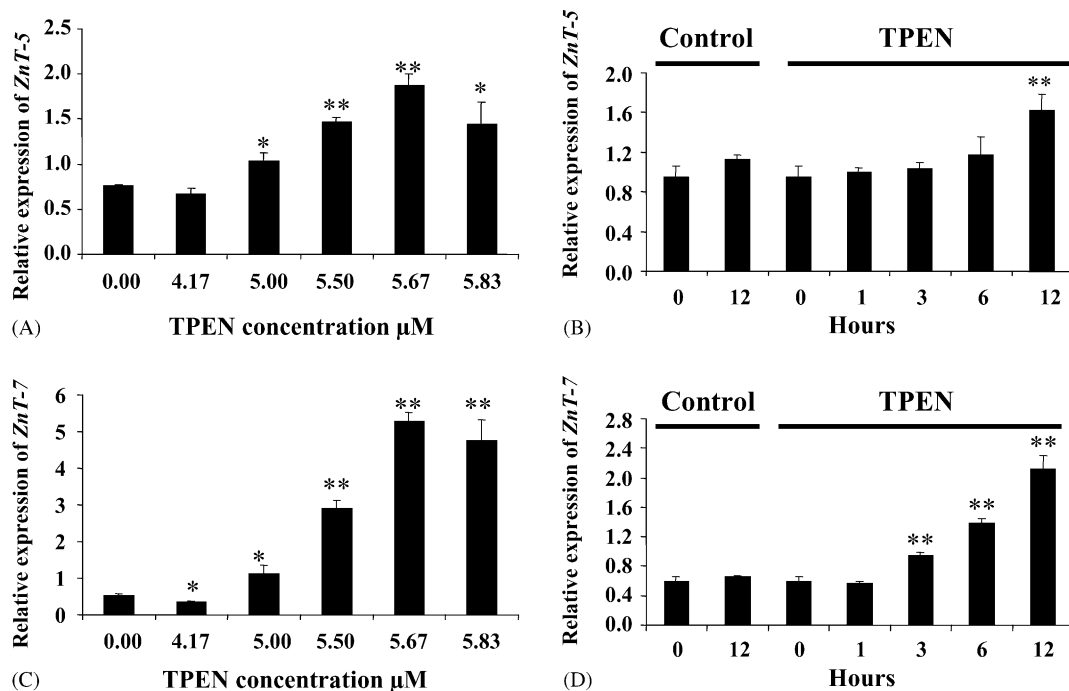 Relative expression of ZnT-5
2.5
2.0
1.5
1.0
0.5
0.0
*
**
**
*
0.00 4.17 5.00 5.50 5.67 5.83
TPEN concentration µM
(A)
Control TPEN
Relative expression of ZnT-5
2.0
1.6
1.2
0.8
0.4
0.0
**
0 12 0 1 3 6 12
Hours
(B)
Relative expression of ZnT-7
6
5
4
3
2
1
0
*
*
**
**
**
0.00 4.17 5.00 5.50 5.67 5.83
TPEN concentration µM
(C)
Control TPEN
Relative expression of ZnT-7
2.8
2.4
2.0
1.6
1.2
0.8
0.4
0.0
**
**
**
0 12 0 1 3 6 12
Hours
(D)